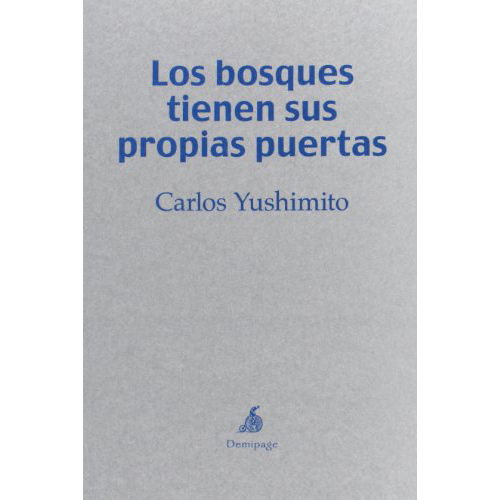 Los bosques
tienen sus
propias puertas
Carlos Yushimito
Demipage